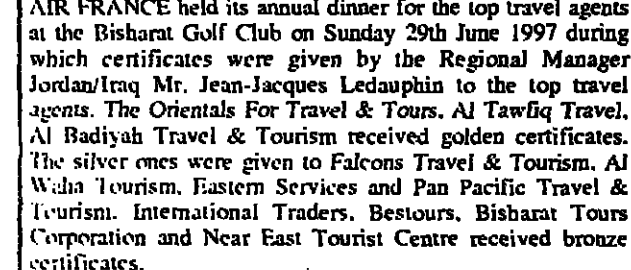 AIR FRANCE held its annual dinner for the top travel agents
at the Bisharat Golf Club on Sunday 29th June 1997 during
which certificates were given by the Regional Manager
Jordan/Iraq Mr. Jean-Jacques Ledauphin to the top travel
agents. The Orientals For Travel & Tours, Al Tawfiq Travel,
Al Badiyah Travel & Tourism received golden certificates.
The silver ones were given to Falcons Travel & Tourism, Al
Waha Tourism, Eastern Services and Pan Pacific Travel &
Tourism. International Traders, Bestours, Bisharat Tours
Corporation and Near East Tourist Centre received bronze
certificates.